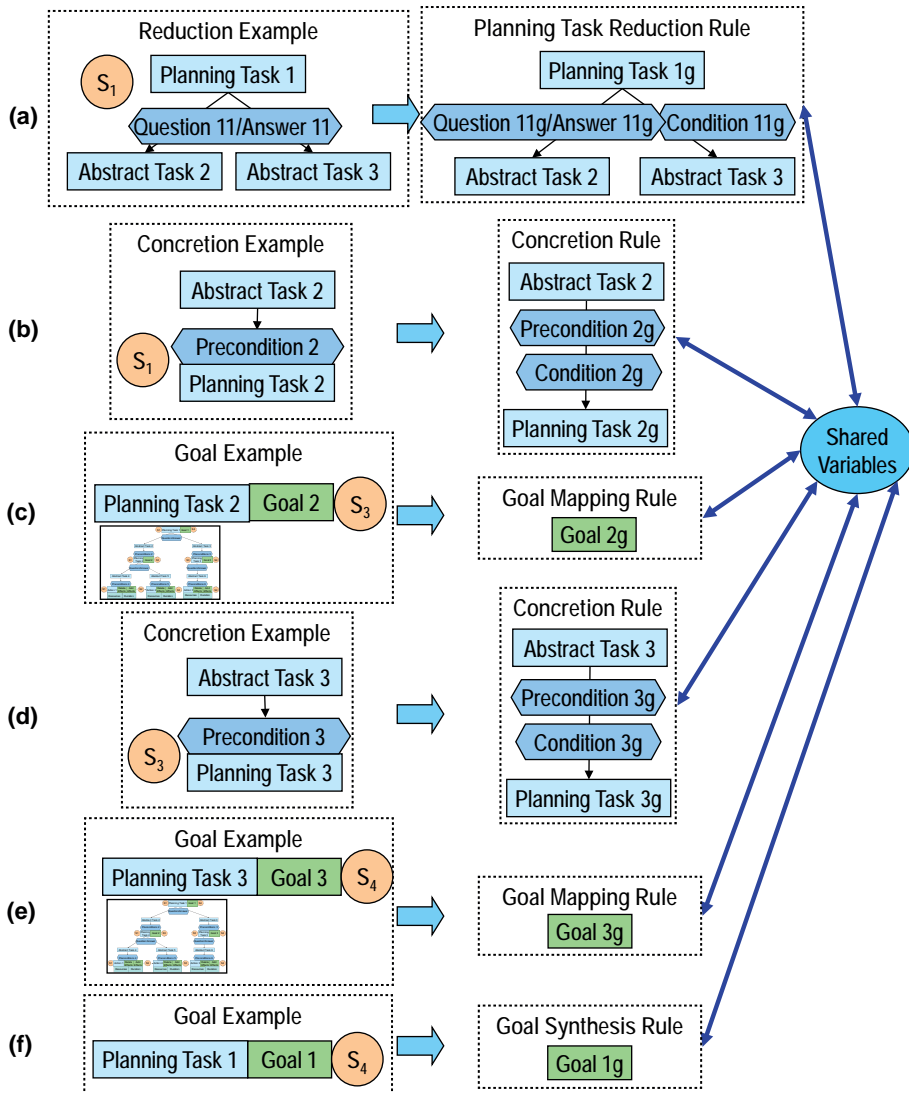 Reduction Example
Planning Task Reduction Rule
S1
Planning Task 1
Planning Task 1g
(a)
Question 11/Answer 11
Question 11g/Answer 11g
Condition 11g
Abstract Task 2
Abstract Task 3
Abstract Task 2
Abstract Task 3
Concretion Example
Concretion Rule
Abstract Task 2
Abstract Task 2
(b)
S1
Precondition 2
Planning Task 2
Precondition 2g
Condition 2g
Planning Task 2g
Shared
Variables
Goal Example
(c)
Planning Task 2
Goal 2
S3
Goal Mapping Rule
Goal 2g
Concretion Example
Concretion Rule
Abstract Task 3
Abstract Task 3
(d)
S3
Precondition 3
Planning Task 3
Precondition 3g
Condition 3g
Planning Task 3g
Goal Example
Planning Task 3
Goal 3
S4
(e)
Goal Mapping Rule
Goal 3g
Goal Example
(f)
Planning Task 1
Goal 1
S4
Goal Synthesis Rule
Goal 1g